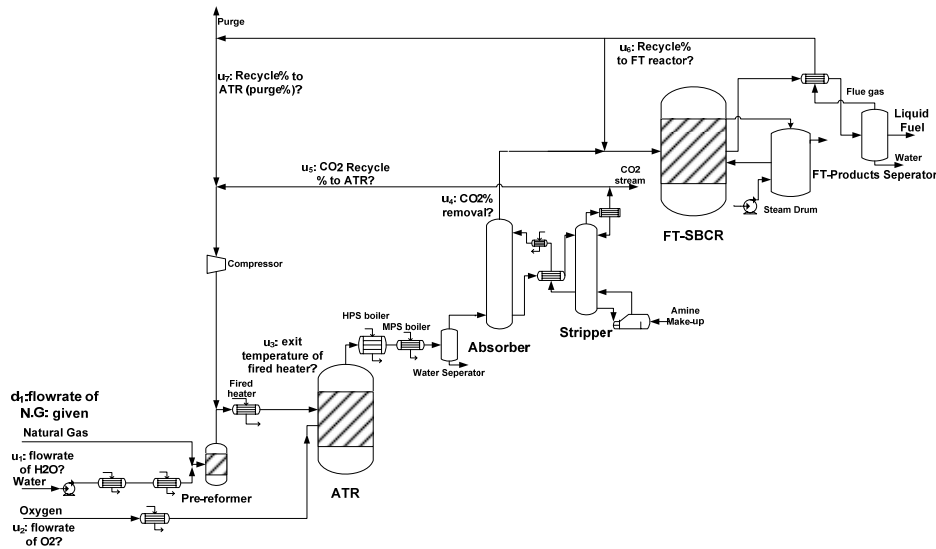 Purge
u₇: Recycle% to
ATR (purge%)?
u₆: Recycle%
to FT reactor?
Flue gas
Liquid
Fuel
Water
FT-Products Seperator
Steam Drum
FT-SBCR
u₅: CO2 Recycle
% to ATR?
CO2
stream
u₄: CO2%
removal?
Compressor
Absorber
Stripper
Amine
Make-up
HPS boiler
MPS boiler
Water Seperator
u₃: exit
temperature of
fired heater?
Fired
heater
ATR
d₁:flowrate of
N.G: given
Natural Gas
u₁: flowrate
of H2O?
Water
Pre-reformer
Oxygen
u₂: flowrate
of O2?